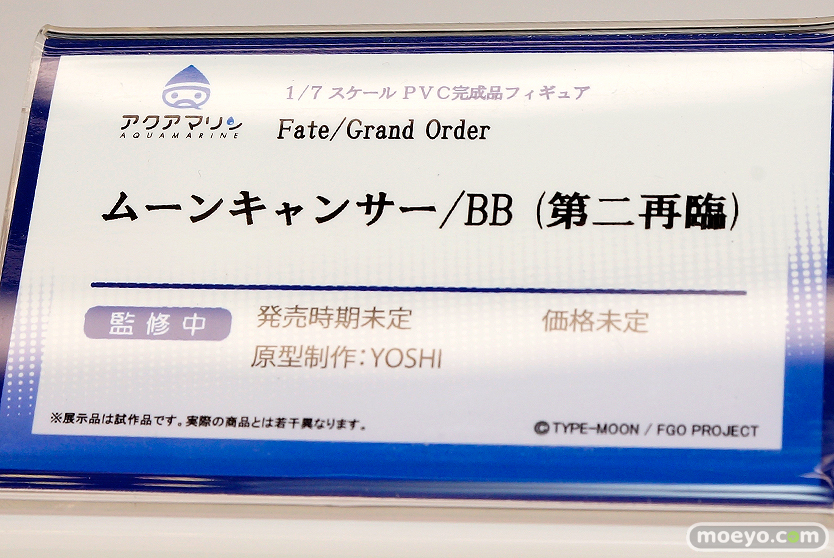 アクアマリン
AQUAMARINE
1/7 スケール PVC完成品フィギュア
Fate/Grand Order
ムーンキャンサー/BB (第二再臨)
監修中
発売時期未定
価格未定
原型制作:YOSHI
※展示品は試作品です。実際の商品とは若干異なります。
©TYPE-MOON / FGO PROJECT
moeyo.com